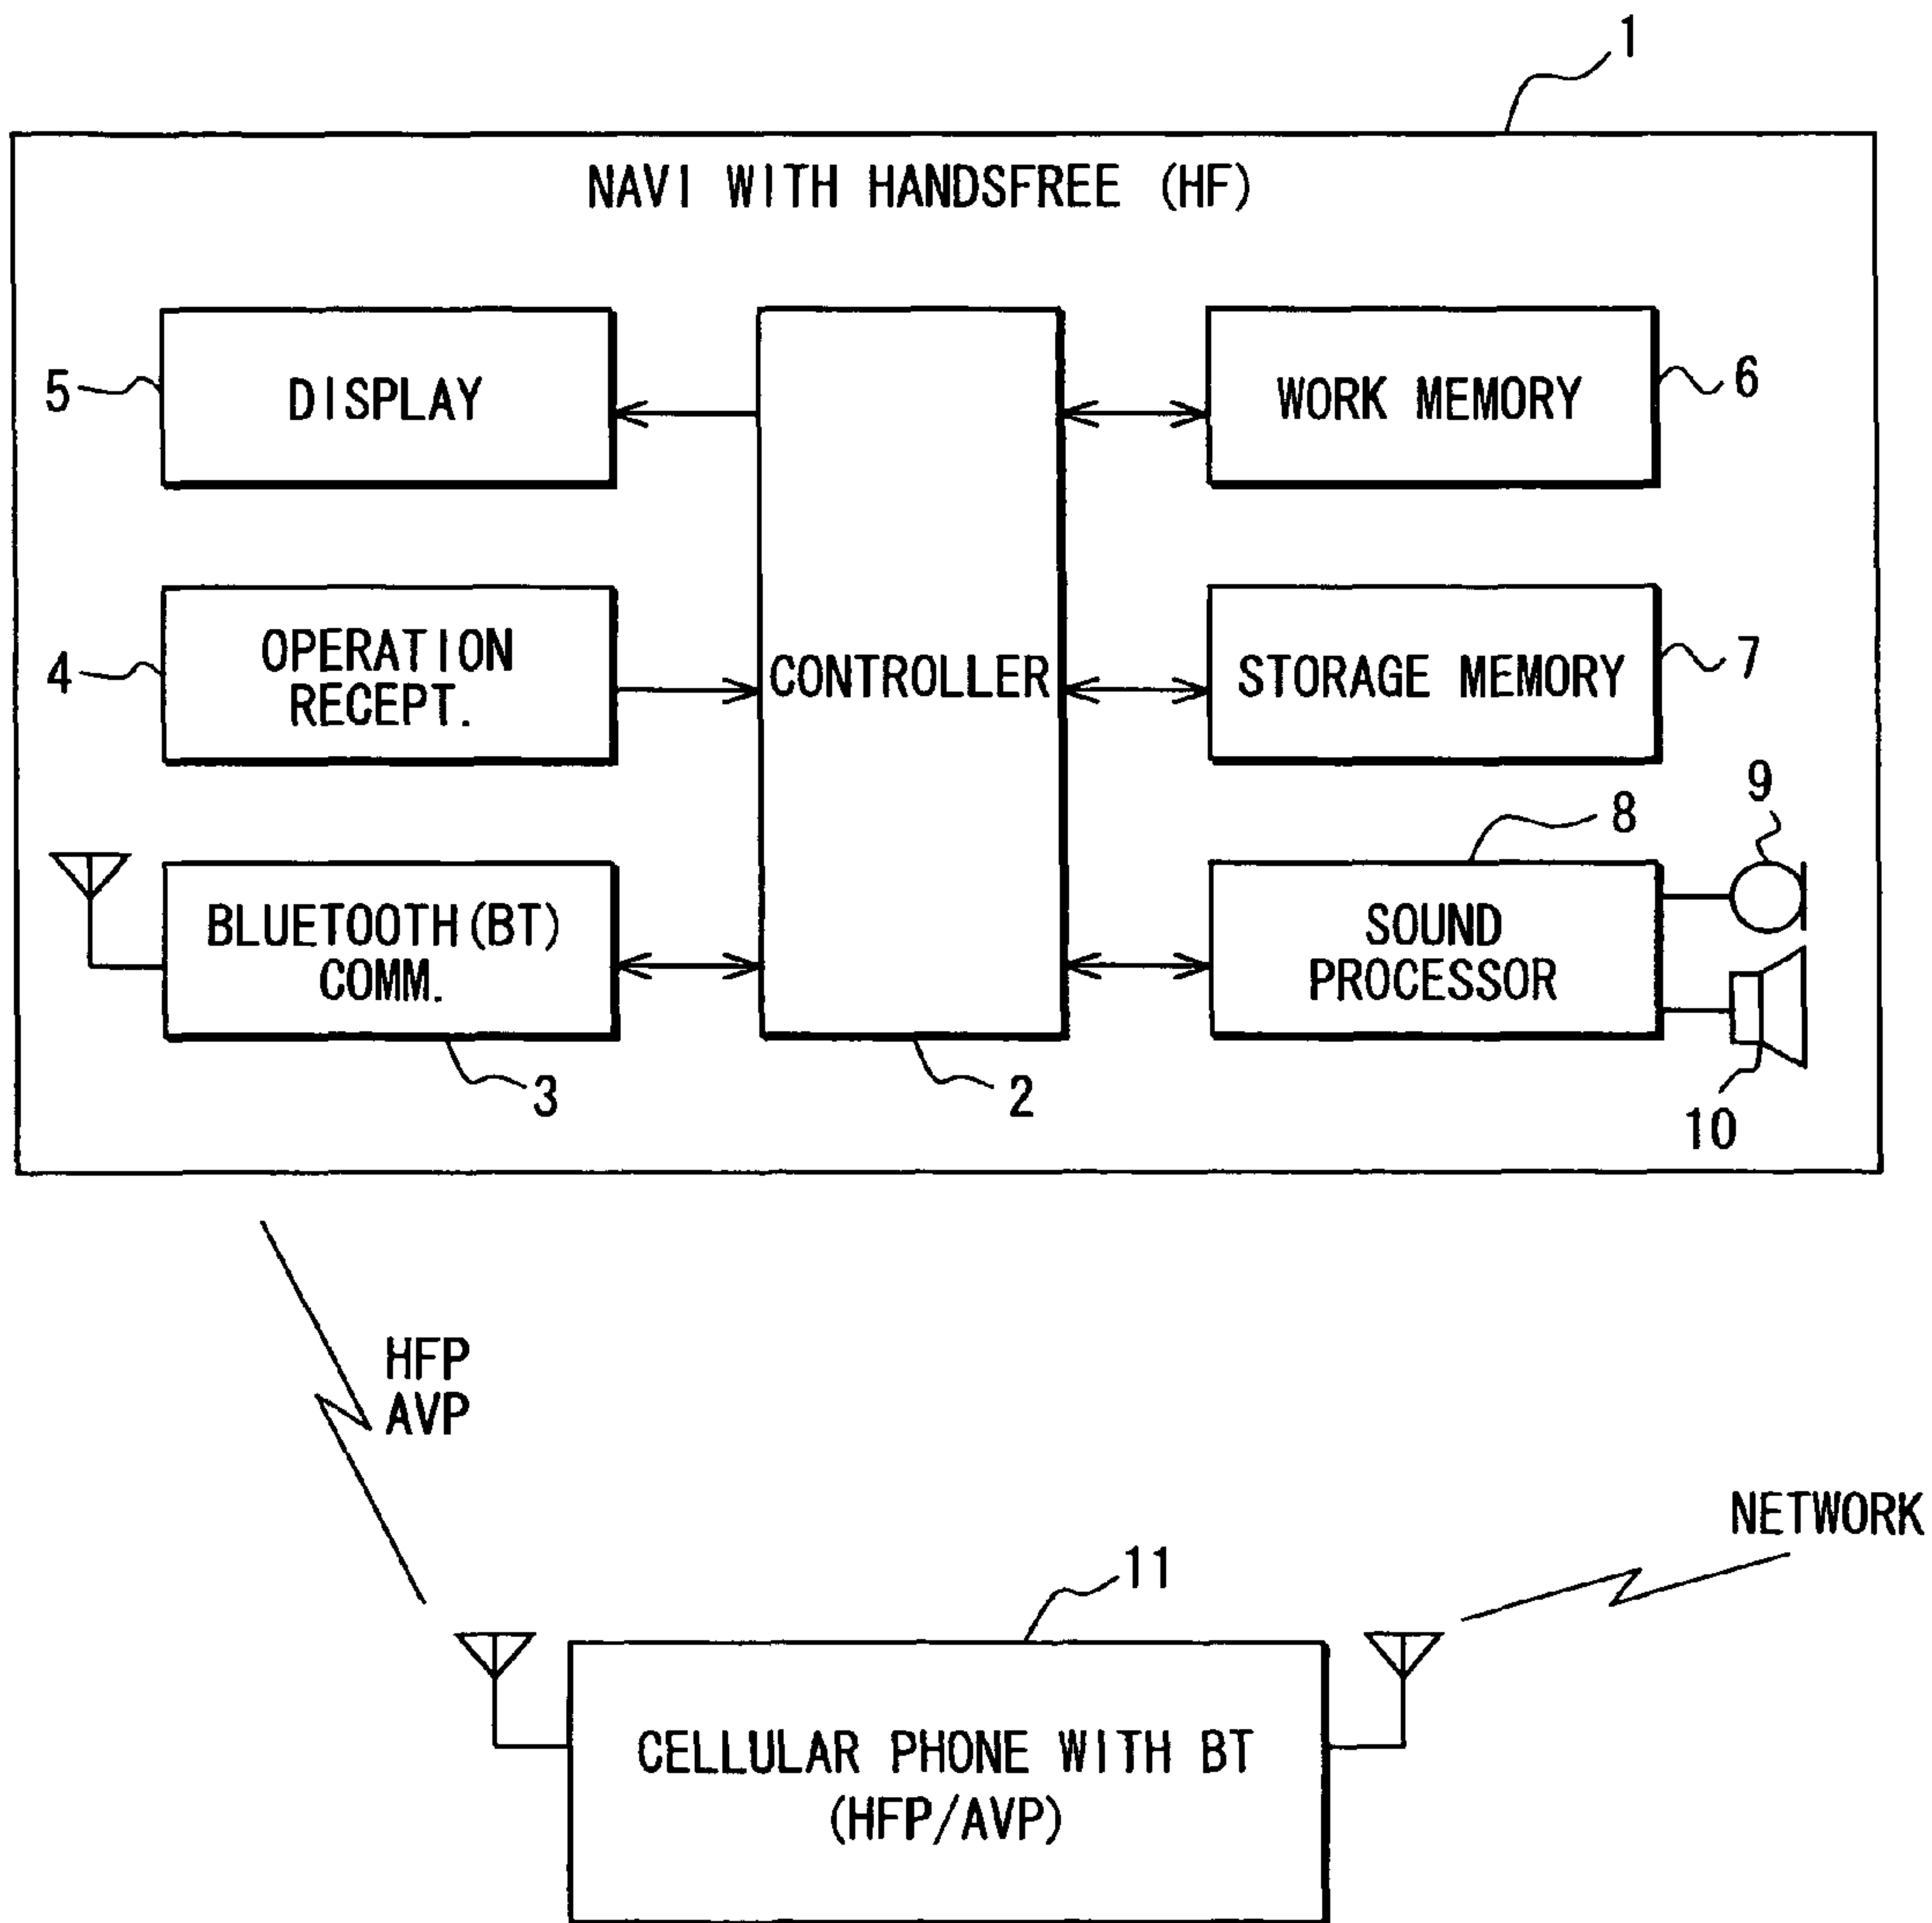 1
NAVI WITH HANDSFREE (HF)
5
DISPLAY
WORK MEMORY
6
4
OPERATION
RECEPT.
CONTROLLER
STORAGE MEMORY
7
9
8
BLUETOOTH(BT)
COMM.
SOUND
PROCESSOR
3
2
10
HFP
AVP
NETWORK
11
CELLULAR PHONE WITH BT
(HFP/AVP)